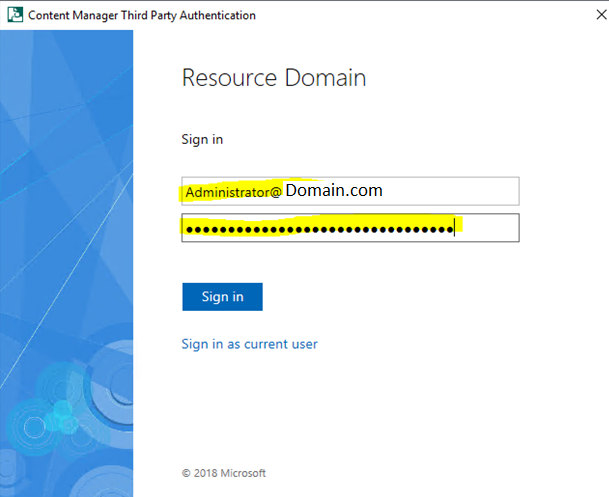 Content Manager Third Party Authentication
Resource Domain
Sign in
Administrator@ Domain.com
●●●●●●●●●●●●●●●●●●●●●●●●●●●●●●●●
Sign in
Sign in as current user
© 2018 Microsoft